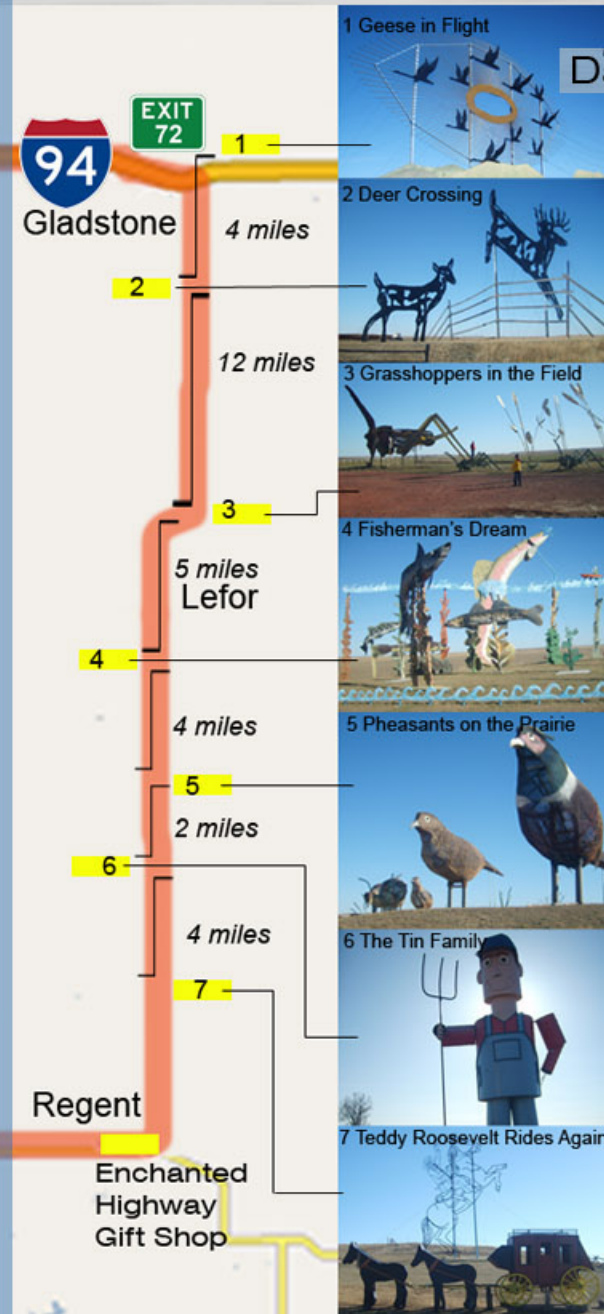 1 Geese in Flight
EXIT
72
94
1
Gladstone
4 miles
2 Deer Crossing
2
12 miles
3 Grasshoppers in the Field
3
4 Fisherman's Dream
5 miles
Lefor
4
4 miles
5 Pheasants on the Prairie
5
2 miles
6
6 The Tin Family
4 miles
7
Regent
7 Teddy Roosevelt Rides Again
Enchanted
Highway
Gift Shop